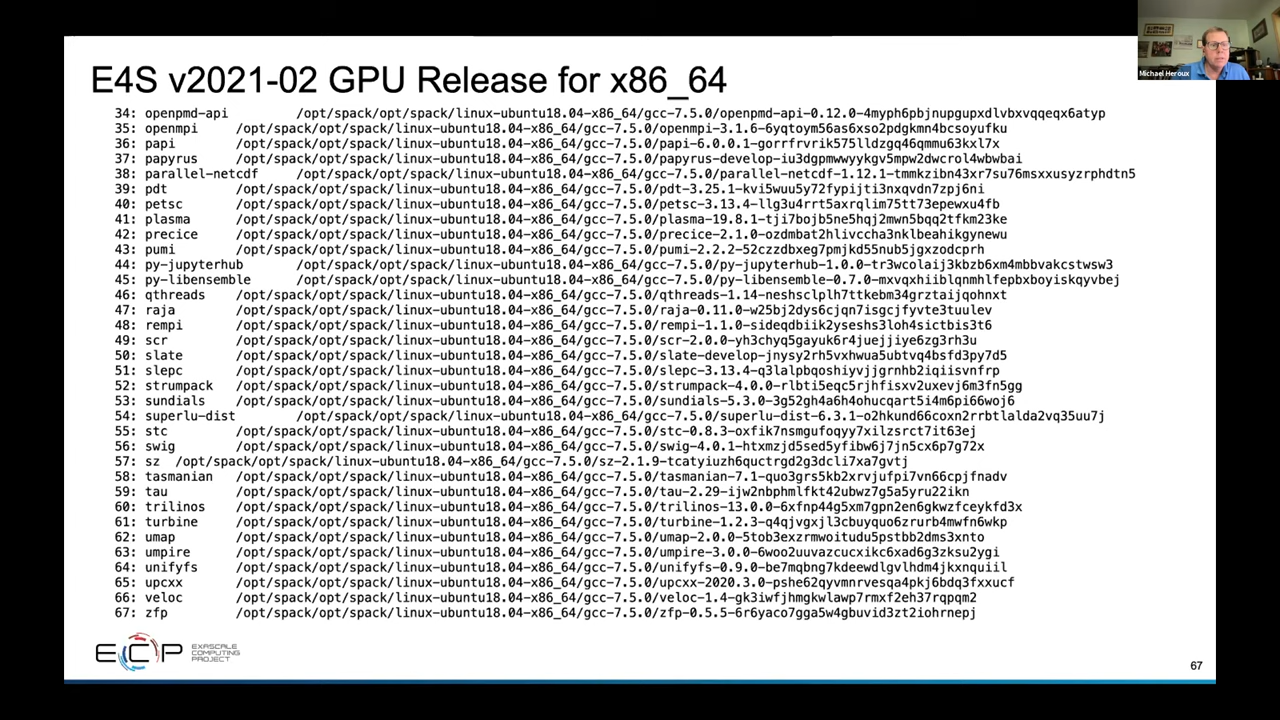 Michael Heroux
E4S v2021-02 GPU Release for x86_64
34: openpmd-api /opt/spack/opt/spack/linux-ubuntu18.04-x86_64/gcc-7.5.0/openpmd-api-0.12.0-4myph6pbjnupgupxdlvbxvqqeqx6atyp
35: openmpi /opt/spack/opt/spack/linux-ubuntu18.04-x86_64/gcc-7.5.0/openmpi-3.1.6-6yqtoym56as6xso2pdgkmn4bcsoyufku
36: papi /opt/spack/opt/spack/linux-ubuntu18.04-x86_64/gcc-7.5.0/papi-6.0.0.1-gorrfrvrik575lldzgq46qmmu63kxl7x
37: papyrus /opt/spack/opt/spack/linux-ubuntu18.04-x86_64/gcc-7.5.0/papyrus-develop-iu3dgpmwwyykgv5mpw2dwcrol4wbwbai
38: parallel-netcdf /opt/spack/opt/spack/linux-ubuntu18.04-x86_64/gcc-7.5.0/parallel-netcdf-1.12.1-tmmkzibn43xr7su76msxxusyzrphdtn5
39: pdt /opt/spack/opt/spack/linux-ubuntu18.04-x86_64/gcc-7.5.0/pdt-3.25.1-kvi5wuu5y72fypijti3nxqvdn7zpj6ni
40: petsc /opt/spack/opt/spack/linux-ubuntu18.04-x86_64/gcc-7.5.0/petsc-3.13.4-llg3u4rrt5axrqlim75tt73epewxu4fb
41: plasma /opt/spack/opt/spack/linux-ubuntu18.04-x86_64/gcc-7.5.0/plasma-19.8.1-tji7bojb5ne5hqj2mwn5bqq2tfkm23ke
42: precice /opt/spack/opt/spack/linux-ubuntu18.04-x86_64/gcc-7.5.0/precice-2.1.0-ozdmbat2hlivccha3nklbeahikgynewu
43: pumi /opt/spack/opt/spack/linux-ubuntu18.04-x86_64/gcc-7.5.0/pumi-2.2.2-52czzdbxeg7pmjkd55nub5jgxzodcprh
44: py-jupyterhub /opt/spack/opt/spack/linux-ubuntu18.04-x86_64/gcc-7.5.0/py-jupyterhub-1.0.0-tr3wcolaij3kbzb6xm4mbbvakcstwsw3
45: py-libensemble /opt/spack/opt/spack/linux-ubuntu18.04-x86_64/gcc-7.5.0/py-libensemble-0.7.0-mxvqxhiiblqnmhlfepbxboyiskqyvbej
46: qthreads /opt/spack/opt/spack/linux-ubuntu18.04-x86_64/gcc-7.5.0/qthreads-1.14-neshsclplh7ttkebm34grztaijqohnxt
47: raja /opt/spack/opt/spack/linux-ubuntu18.04-x86_64/gcc-7.5.0/raja-0.11.0-w25bj2dys6cjqn7isgcjfyvte3tuulev
48: rempi /opt/spack/opt/spack/linux-ubuntu18.04-x86_64/gcc-7.5.0/rempi-1.1.0-sideqdbiik2yseshs3loh4sictbis3t6
49: scr /opt/spack/opt/spack/linux-ubuntu18.04-x86_64/gcc-7.5.0/scr-2.0.0-yh3chyq5gayuk6r4juejjiye6zg3rh3u
50: slate /opt/spack/opt/spack/linux-ubuntu18.04-x86_64/gcc-7.5.0/slate-develop-jnysy2rh5vxhwua5ubtvq4bsfd3py7d5
51: slepc /opt/spack/opt/spack/linux-ubuntu18.04-x86_64/gcc-7.5.0/slepc-3.13.4-q3lalpbqoshiyvjjgrnhb2iqiisvnfrp
52: strumpack /opt/spack/opt/spack/linux-ubuntu18.04-x86_64/gcc-7.5.0/strumpack-4.0.0-rlbti5eqc5rjhfisxv2uxevj6m3fn5gg
53: sundials /opt/spack/opt/spack/linux-ubuntu18.04-x86_64/gcc-7.5.0/sundials-5.3.0-3g52gh4a6h4ohucqart5i4m6pi66woj6
54: superlu-dist /opt/spack/opt/spack/linux-ubuntu18.04-x86_64/gcc-7.5.0/superlu-dist-6.3.1-o2hkund66coxn2rrbtlalda2vq35uu7j
55: stc /opt/spack/opt/spack/linux-ubuntu18.04-x86_64/gcc-7.5.0/stc-0.8.3-oxfik7nsmgufoqyy7xilzsrct7it63ej
56: swig /opt/spack/opt/spack/linux-ubuntu18.04-x86_64/gcc-7.5.0/swig-4.0.1-htxmzjd5sed5yfibw6j7jn5cx6p7g72x
57: sz /opt/spack/opt/spack/linux-ubuntu18.04-x86_64/gcc-7.5.0/sz-2.1.9-tcatyiuzh6quctrgd2g3dcli7xa7gvtj
58: tasmanian /opt/spack/opt/spack/linux-ubuntu18.04-x86_64/gcc-7.5.0/tasmanian-7.1-quo3grs5kb2xrvjufpi7vn66cpjfnadv
59: tau /opt/spack/opt/spack/linux-ubuntu18.04-x86_64/gcc-7.5.0/tau-2.29-ijw2nbphmlfkt42ubwz7g5a5yru22ikn
60: trilinos /opt/spack/opt/spack/linux-ubuntu18.04-x86_64/gcc-7.5.0/trilinos-13.0.0-6xfnp44g5xm7gpn2en6gkwzfceykfd3x
61: turbine /opt/spack/opt/spack/linux-ubuntu18.04-x86_64/gcc-7.5.0/turbine-1.2.3-q4qjvgxjl3cbuyquo6zrurb4mwfn6wkp
62: umap /opt/spack/opt/spack/linux-ubuntu18.04-x86_64/gcc-7.5.0/umap-2.0.0-5tob3exzrmwoitudu5pstbb2dms3xnto
63: umpire /opt/spack/opt/spack/linux-ubuntu18.04-x86_64/gcc-7.5.0/umpire-3.0.0-6woo2uuvazcucxikc6xad6g3zksu2ygi
64: unifyfs /opt/spack/opt/spack/linux-ubuntu18.04-x86_64/gcc-7.5.0/unifyfs-0.9.0-be7mqbng7kdeewdlgvlhdm4jkxnquiil
65: upcxx /opt/spack/opt/spack/linux-ubuntu18.04-x86_64/gcc-7.5.0/upcxx-2020.3.0-pshe62qyvmnrvesqa4pkj6bdq3fxxucf
66: veloc /opt/spack/opt/spack/linux-ubuntu18.04-x86_64/gcc-7.5.0/veloc-1.4-gk3iwfjhmgkwlawp7rmxf2eh37rqpqm2
67: zfp /opt/spack/opt/spack/linux-ubuntu18.04-x86_64/gcc-7.5.0/zfp-0.5.5-6r6yaco7gga5w4gbuvid3zt2iohrnepj
ECP EXASCALE
COMPUTING
PROJECT
67